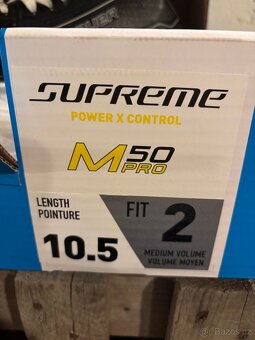 SUPREME
POWER X CONTROL
M50
PRO
LENGTH
POINTURE
10.5
FIT
2
MEDIUM VOLUME
VOLUME MOYEN